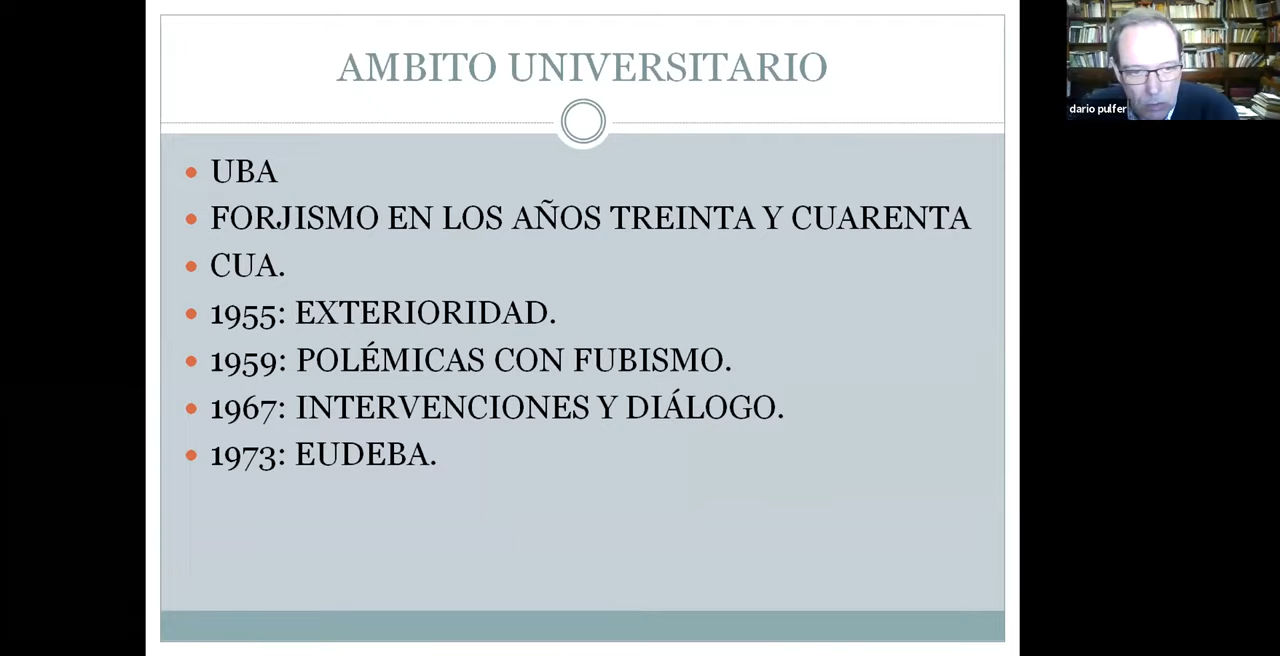 AMBITO UNIVERSITARIO
UBA
FORJISMO EN LOS AÑOS TREINTA Y CUARENTA
CUA.
1955: EXTERIORIDAD.
1959: POLÉMICAS CON FUBISMO.
1967: INTERVENCIONES Y DIÁLOGO.
1973: EUDEBA.
dario pulfer